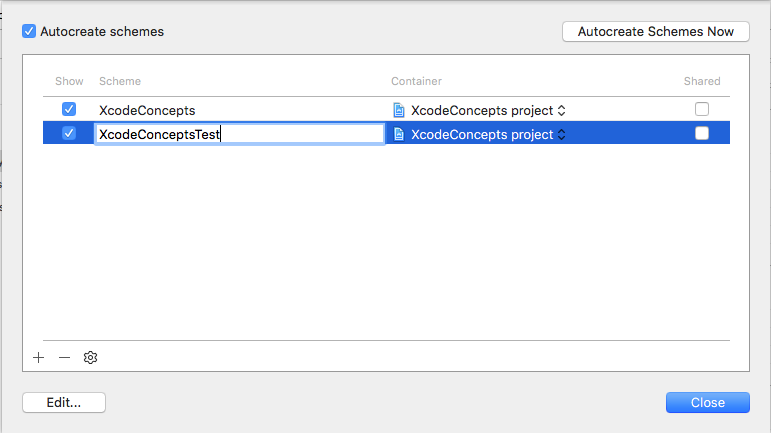 Autocreate schemes
Autocreate Schemes Now
Show Scheme Container Shared
XcodeConcepts XcodeConcepts project
XcodeConceptsTest XcodeConcepts project
Edit...
Close